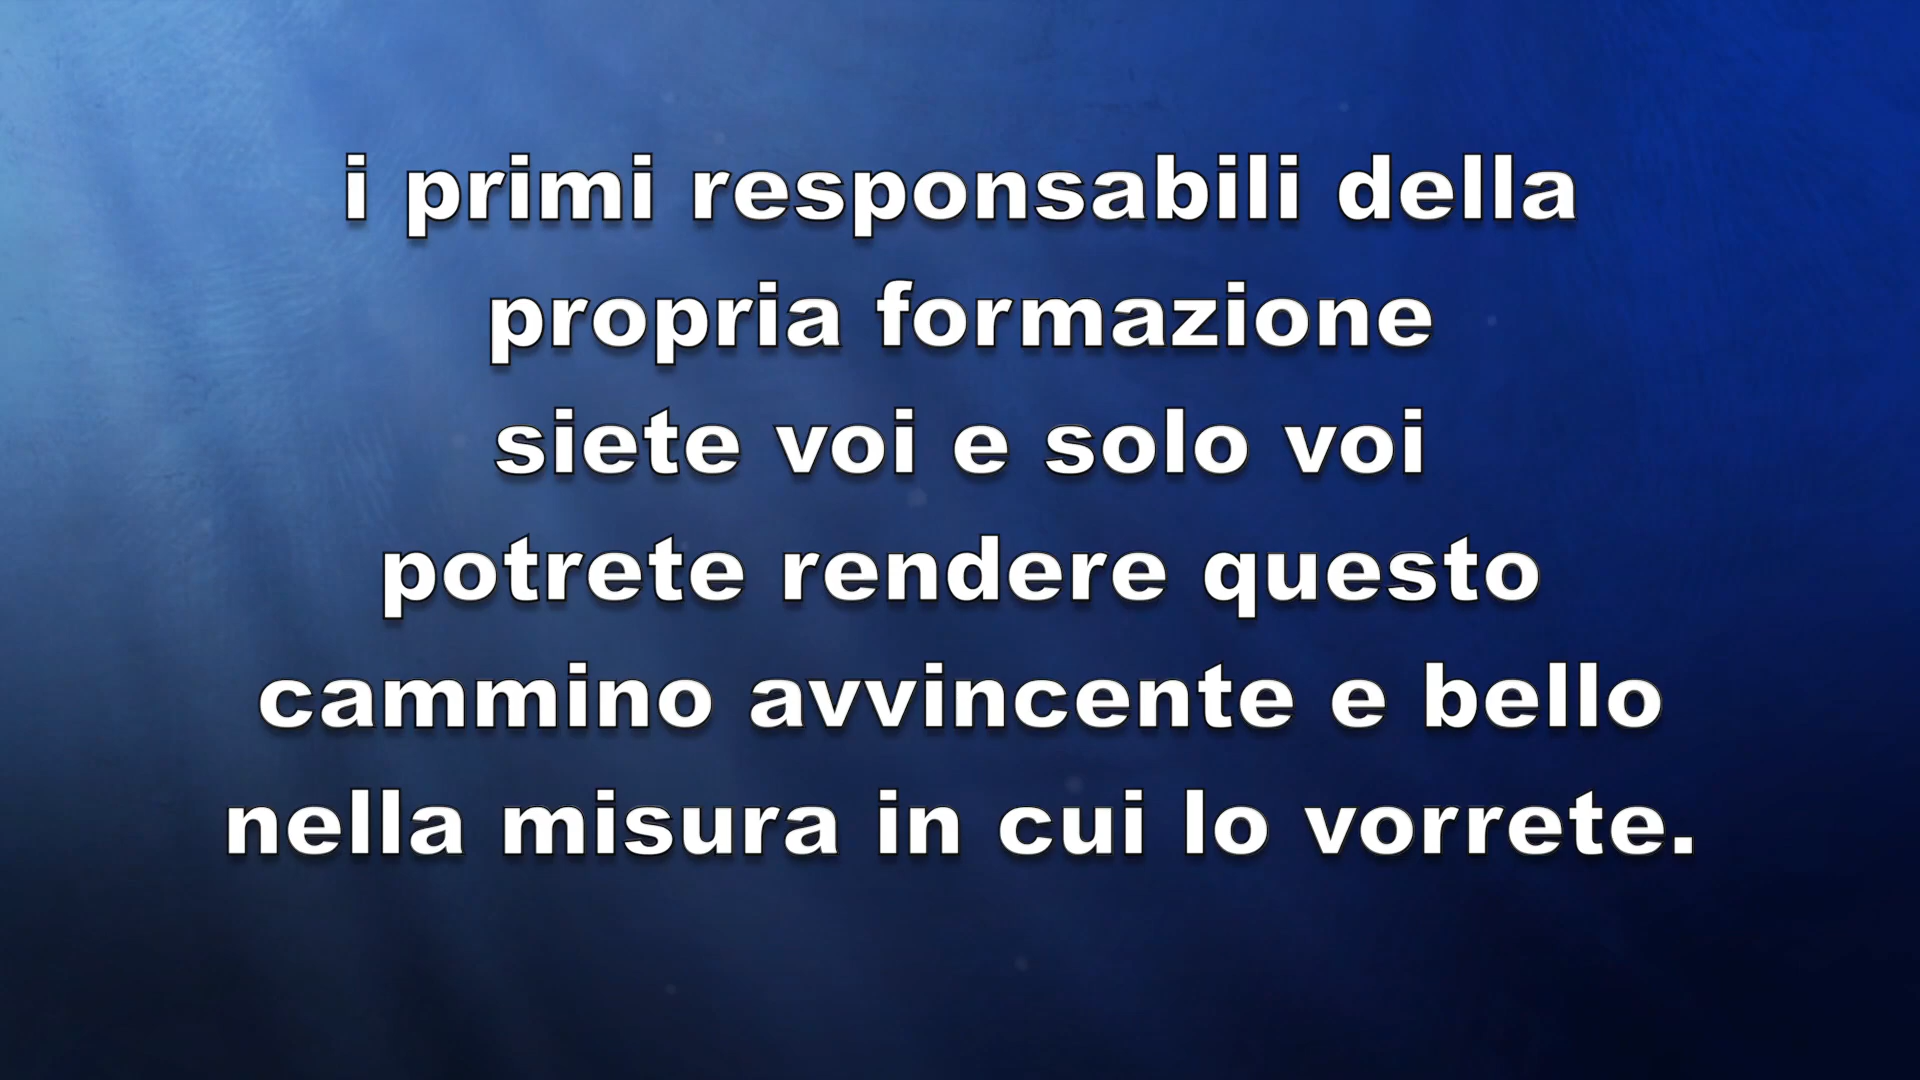 i primi responsabili della
propria formazione
siete voi e solo voi
potrete rendere questo
cammino avvincente e bello
nella misura in cui lo vorrete.